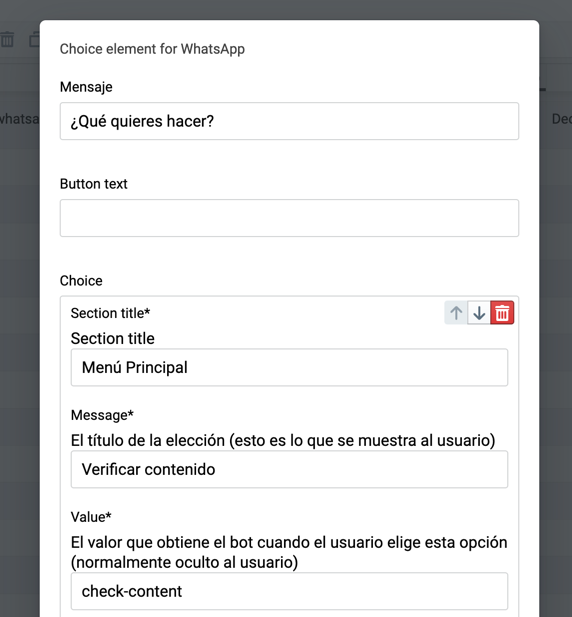 Choice element for WhatsApp
Mensaje
¿Qué quieres hacer?
Button text
Choice
Section title*
Section title
Menú Principal
Message*
El título de la elección (esto es lo que se muestra al usuario)
Verificar contenido
Value*
El valor que obtiene el bot cuando el usuario elige esta opción
(normalmente oculto al usuario)
check-content
whatsa
Dec